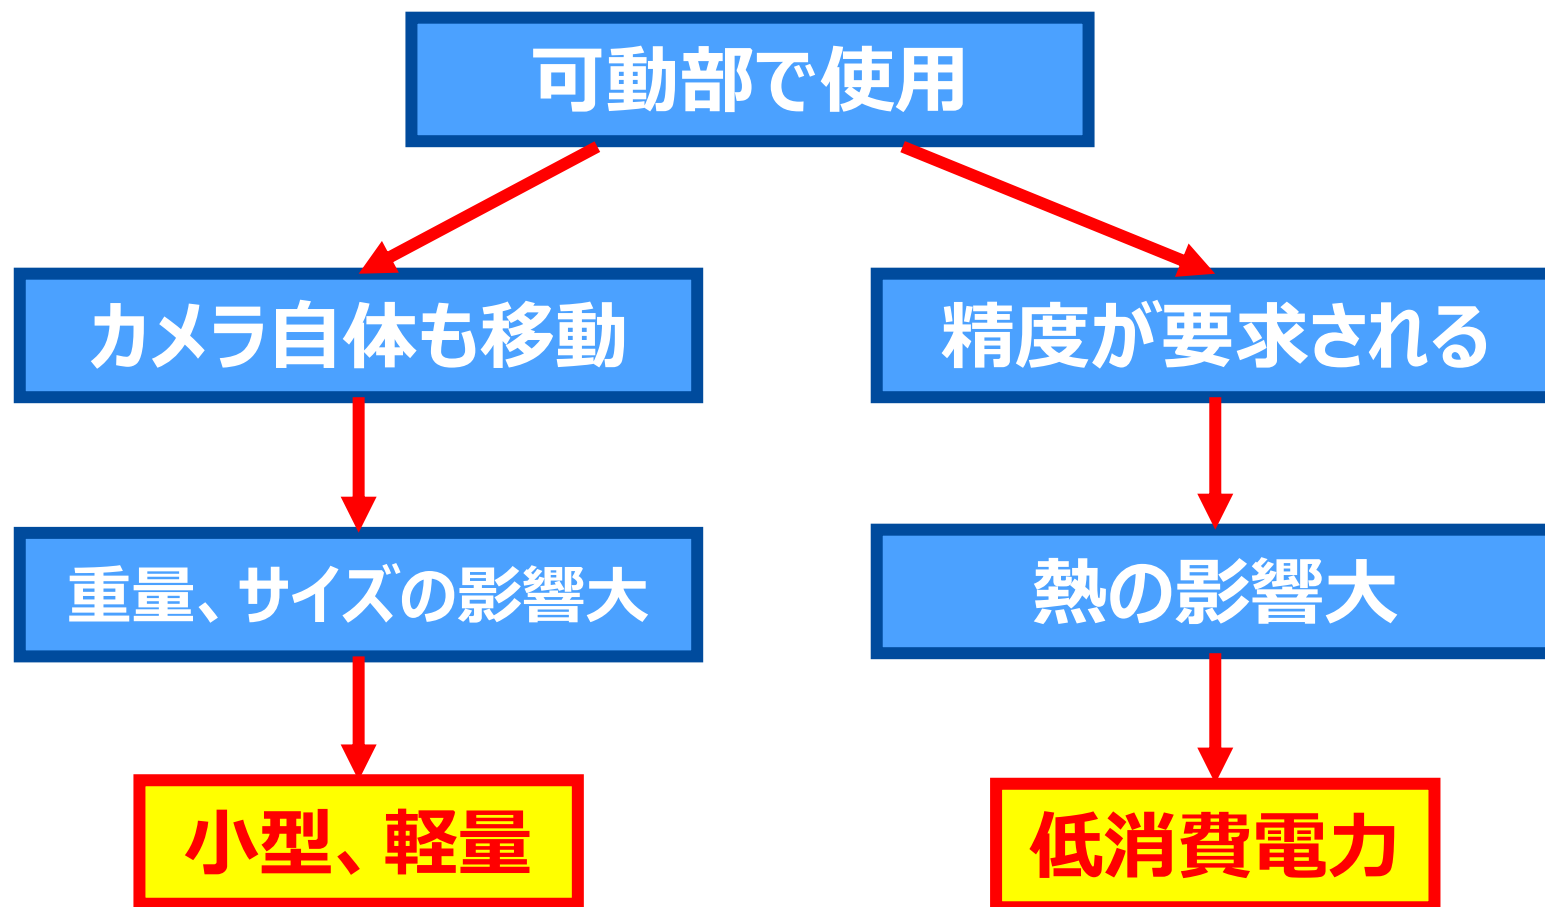 可動部で使用
カメラ自体も移動
精度が要求される
重量、サイズの影響大
熱の影響大
小型、軽量
低消費電力